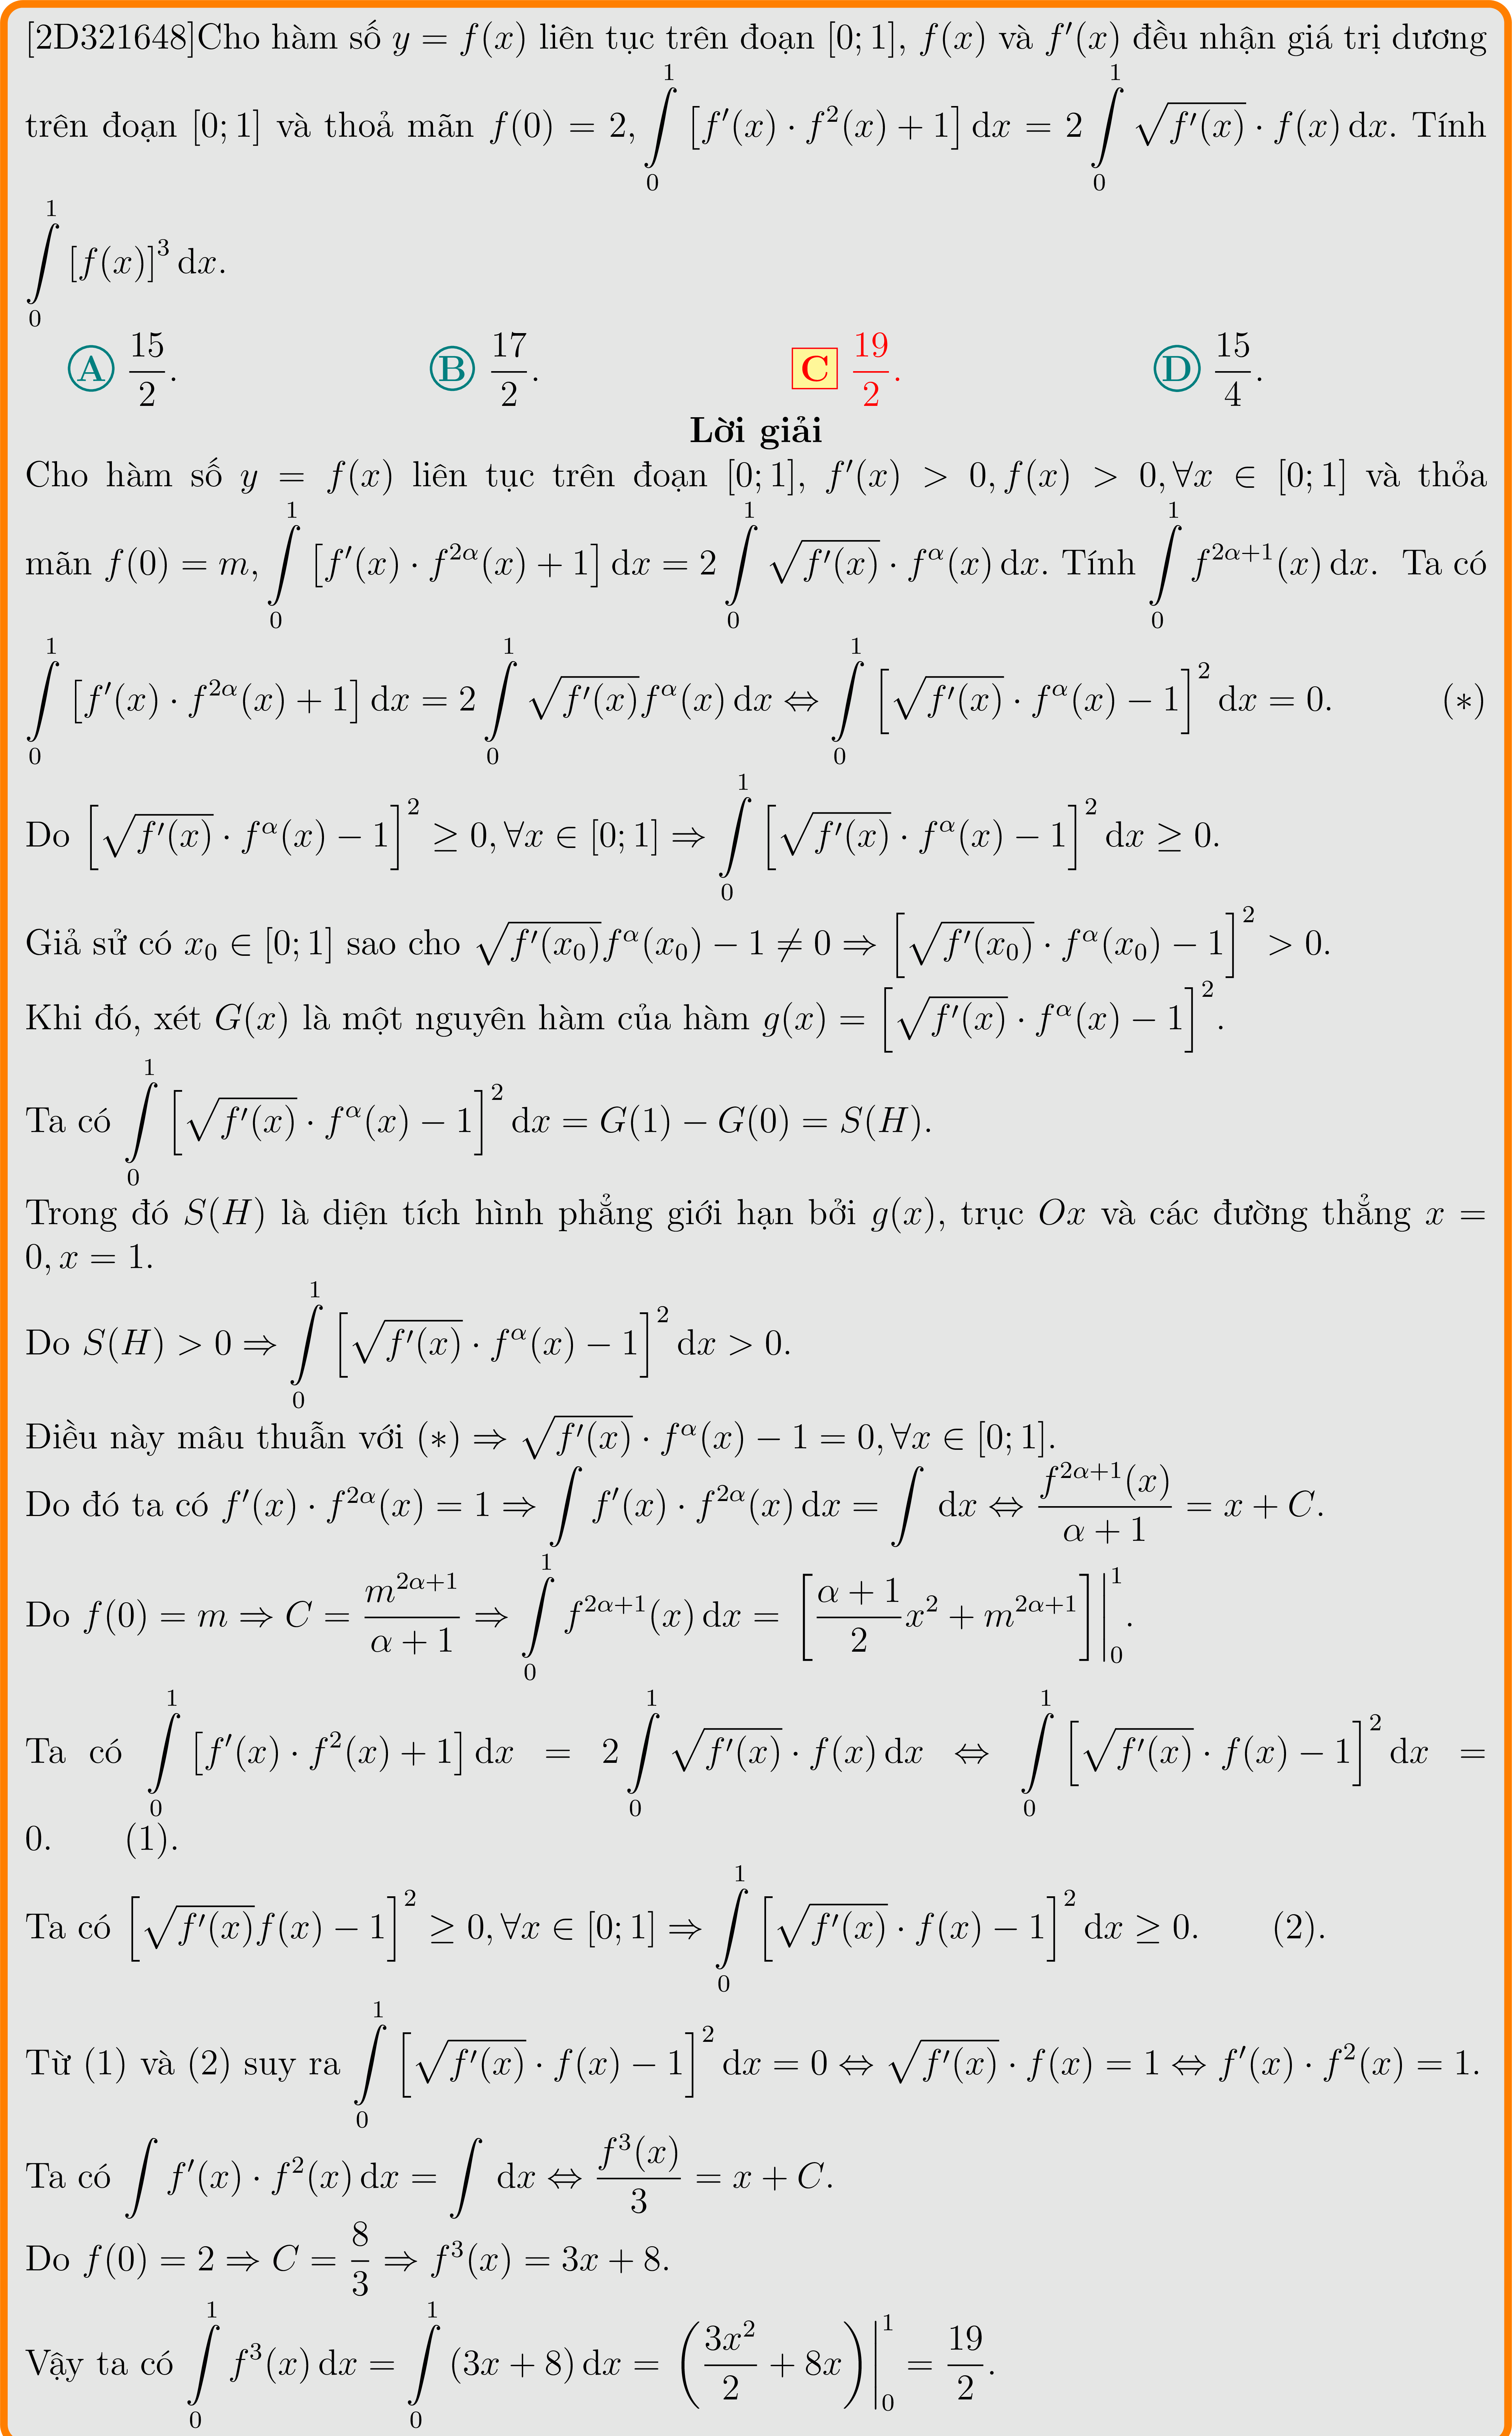 [2D321648]Cho hàm số $y = f(x)$ liên tục trên đoạn $[0; 1]$, $f(x)$ và $f'(x)$ đều nhận giá trị dương
trên đoạn $[0; 1]$ và thoả mãn $f(0) = 2, \int\limits_0^1 \left[f'(x) \cdot f^2(x) + 1\right] \mathrm{d}x = 2\int\limits_0^1 \sqrt{f'(x)} \cdot f(x)\,\mathrm{d}x$. Tính
$\int\limits_0^1 [f(x)]^3\,\mathrm{d}x$.
A $\frac{15}{2}$. B $\frac{17}{2}$. C $\frac{19}{2}$. D $\frac{15}{4}$.
Lời giải
Cho hàm số $y = f(x)$ liên tục trên đoạn $[0; 1]$, $f'(x) > 0, f(x) > 0, \forall x \in [0; 1]$ và thỏa
mãn $f(0) = m, \int\limits_0^1 \left[f'(x) \cdot f^{2\alpha}(x) + 1\right] \mathrm{d}x = 2\int\limits_0^1 \sqrt{f'(x)} \cdot f^{\alpha}(x)\,\mathrm{d}x$. Tính $\int\limits_0^1 f^{2\alpha+1}(x)\,\mathrm{d}x$. Ta có
$\int\limits_0^1 \left[f'(x) \cdot f^{2\alpha}(x) + 1\right] \mathrm{d}x = 2\int\limits_0^1 \sqrt{f'(x)} f^{\alpha}(x)\,\mathrm{d}x \Leftrightarrow \int\limits_0^1 \left[\sqrt{f'(x)} \cdot f^{\alpha}(x) - 1\right]^2 \mathrm{d}x = 0.$ $(*)$
Do $\left[\sqrt{f'(x)} \cdot f^{\alpha}(x) - 1\right]^2 \geq 0, \forall x \in [0; 1] \Rightarrow \int\limits_0^1 \left[\sqrt{f'(x)} \cdot f^{\alpha}(x) - 1\right]^2 \mathrm{d}x \geq 0.$
Giả sử có $x_0 \in [0; 1]$ sao cho $\sqrt{f'(x_0)} f^{\alpha}(x_0) - 1 \neq 0 \Rightarrow \left[\sqrt{f'(x_0)} \cdot f^{\alpha}(x_0) - 1\right]^2 > 0.$
Khi đó, xét $G(x)$ là một nguyên hàm của hàm $g(x) = \left[\sqrt{f'(x)} \cdot f^{\alpha}(x) - 1\right]^2$.
Ta có $\int\limits_0^1 \left[\sqrt{f'(x)} \cdot f^{\alpha}(x) - 1\right]^2 \mathrm{d}x = G(1) - G(0) = S(H).$
Trong đó $S(H)$ là diện tích hình phẳng giới hạn bởi $g(x)$, trục $Ox$ và các đường thẳng $x =$
$0, x = 1.$
Do $S(H) > 0 \Rightarrow \int\limits_0^1 \left[\sqrt{f'(x)} \cdot f^{\alpha}(x) - 1\right]^2 \mathrm{d}x > 0.$
Điều này mâu thuẫn với $(*) \Rightarrow \sqrt{f'(x)} \cdot f^{\alpha}(x) - 1 = 0, \forall x \in [0; 1].$
Do đó ta có $f'(x) \cdot f^{2\alpha}(x) = 1 \Rightarrow \int f'(x) \cdot f^{2\alpha}(x)\,\mathrm{d}x = \int \mathrm{d}x \Leftrightarrow \frac{f^{2\alpha+1}(x)}{\alpha + 1} = x + C.$
Do $f(0) = m \Rightarrow C = \frac{m^{2\alpha+1}}{\alpha + 1} \Rightarrow \int\limits_0^1 f^{2\alpha+1}(x)\,\mathrm{d}x = \left[\frac{\alpha + 1}{2}x^2 + m^{2\alpha+1}\right]\Big|_0^1.$
Ta có $\int\limits_0^1 \left[f'(x) \cdot f^2(x) + 1\right] \mathrm{d}x = 2\int\limits_0^1 \sqrt{f'(x)} \cdot f(x)\,\mathrm{d}x \Leftrightarrow \int\limits_0^1 \left[\sqrt{f'(x)} \cdot f(x) - 1\right]^2 \mathrm{d}x =$
$0.$ (1).
Ta có $\left[\sqrt{f'(x)} f(x) - 1\right]^2 \geq 0, \forall x \in [0; 1] \Rightarrow \int\limits_0^1 \left[\sqrt{f'(x)} \cdot f(x) - 1\right]^2 \mathrm{d}x \geq 0.$ (2).
Từ (1) và (2) suy ra $\int\limits_0^1 \left[\sqrt{f'(x)} \cdot f(x) - 1\right]^2 \mathrm{d}x = 0 \Leftrightarrow \sqrt{f'(x)} \cdot f(x) = 1 \Leftrightarrow f'(x) \cdot f^2(x) = 1.$
Ta có $\int f'(x) \cdot f^2(x)\,\mathrm{d}x = \int \mathrm{d}x \Leftrightarrow \frac{f^3(x)}{3} = x + C.$
Do $f(0) = 2 \Rightarrow C = \frac{8}{3} \Rightarrow f^3(x) = 3x + 8.$
Vậy ta có $\int\limits_0^1 f^3(x)\,\mathrm{d}x = \int\limits_0^1 (3x + 8)\,\mathrm{d}x = \left(\frac{3x^2}{2} + 8x\right)\Big|_0^1 = \frac{19}{2}.$